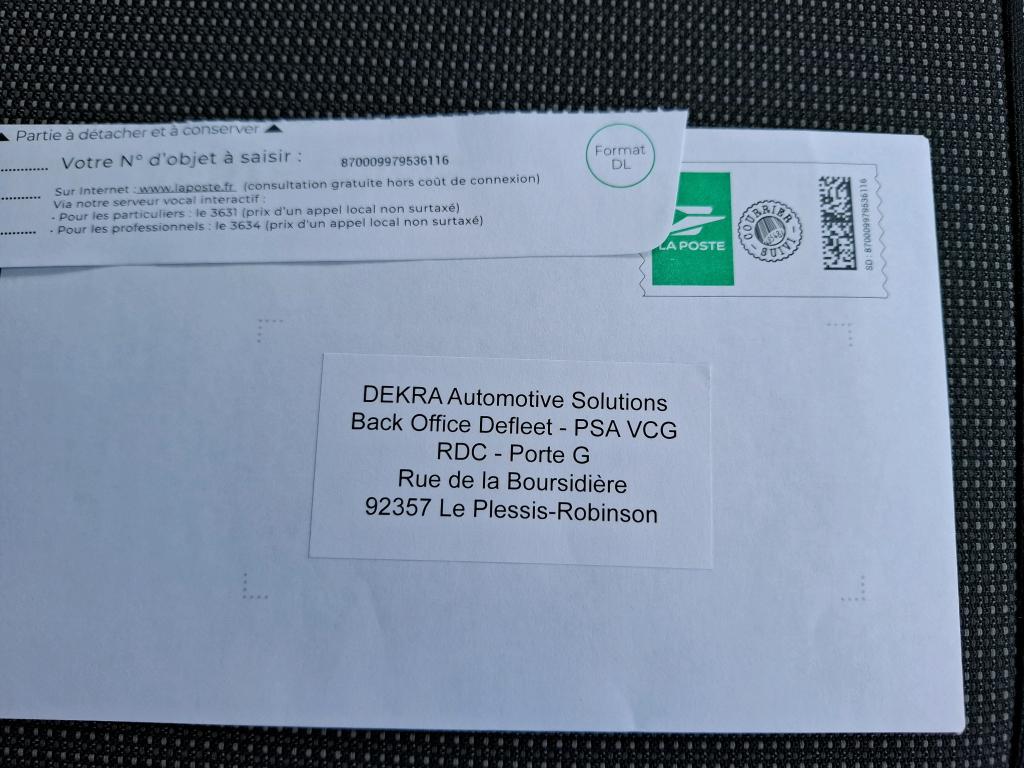 Partie à détacher et à conserver
Votre N° d'objet à saisir : 870009979536116
Format
DL
Sur Internet : www.laposte.fr (consultation gratuite hors coût de connexion)
Via notre serveur vocal interactif :
- Pour les particuliers : le 3631 (prix d'un appel local non surtaxé)
- Pour les professionnels : le 3634 (prix d'un appel local non surtaxé)
LA POSTE
COURRIER
SUIVI
SD : 870009979536116
DEKRA Automotive Solutions
Back Office Defleet - PSA VCG
RDC - Porte G
Rue de la Boursidière
92357 Le Plessis-Robinson